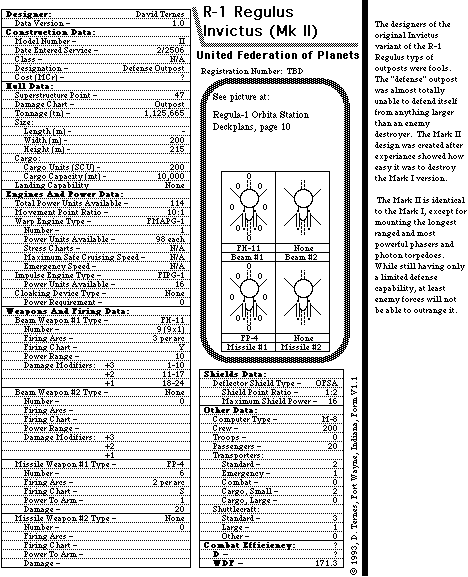 Designer: David Ternes
Data Version - 1.0
Construction Data:
Model Number - II
Date Entered Service - 2/2506
Class - N/A
Designation - Defense Outpost
Cost (MCr) - ?
Hull Data:
Superstructure Point - 47
Damage Chart - Outpost
Tonnage (tn) - 1,125,665
Size:
Length (m) - -
Width (m) - 200
Height (m) - 215
Cargo:
Cargo Units (SCU) - 200
Cargo Capacity (mt) - 10,000
Landing Capability None
Engines And Power Data:
Total Power Units Available - 114
Movement Point Ratio - 10:1
Warp Engine Type - FMAPG-1
Number - 1
Power Units Available - 98 each
Stress Charts - N/A
Maximum Safe Cruising Speed - N/A
Emergency Speed - N/A
Impulse Engine Type - FIPG-1
Power Units Available - 16
Cloaking Device Type - None
Power Requirement - 0
Weapons And Firing Data:
Beam Weapon #1 Type - FH-11
Number - 9 (9x1)
Firing Arcs - 3 per arc
Firing Chart - Y
Power Range - 10
Damage Modifiers: +3 1-10
+2 11-17
+1 18-24
Beam Weapon #2 Type - None
Number - 0
Firing Arcs -
Firing Chart -
Power Range -
Damage Modifiers: +3
+2
+1
Missile Weapon #1 Type - FP-4
Number - 6
Firing Arcs - 2 per arc
Firing Chart - S
Power To Arm - 1
Damage - 20
Missile Weapon #2 Type - None
Number - 0
Firing Arcs -
Firing Chart -
Power To Arm -
Damage -
R-1 Regulus
Invictus (Mk II)
United Federation of Planets
Registration Number: TBD
See picture at:
Regula-1 Orbita Station
Deckplans, page 10
FH-11 None
Beam #1 Beam #2
FP-4 None
Missile #1 Missile #2
Shields Data:
Deflector Shield Type - OFSA
Shield Point Ratio - 1:2
Maximum Shield Power - 16
Other Data:
Computer Type - M-6
Crew - 200
Troops - 0
Passengers - 20
Transporters:
Standard - 2
Emergency - 1
Combat - 0
Cargo, Small - 2
Cargo, Large - 0
Shuttlecraft:
Standard - 3
Large - 1
Other - 0
Combat Efficiency: ?
D - ?
WDF - 171.3
© 1993, D. Ternes, Fort Wayne, Indiana, Form V1.1
The designers of the
original Invictus
variant of the R-1
Regulus typs of
outposts were fools.
The "defense" outpost
was almost totally
unable to defend itself
from anything larger
than an enemy
destroyer. The Mark II
design was created after
experiance showed how
easy it was to destroy
the Mark I version.
The Mark II is identical
to the Mark I, except for
mounting the longest
ranged and most
powerful phasers and
photon torpedoes.
While still having only
a limited defense
capability, at least
enemy forces will not
be able to outrange it.